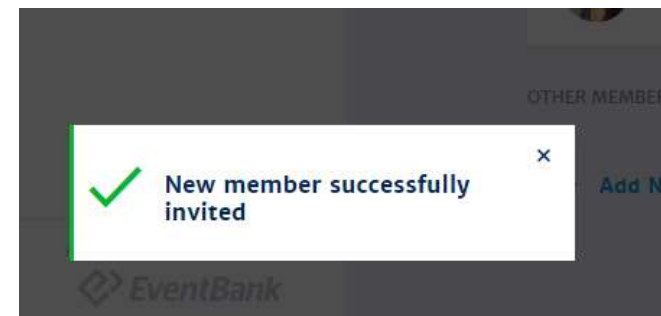 OTHER MEMBE
New member successfully
invited
Add N
EventBank